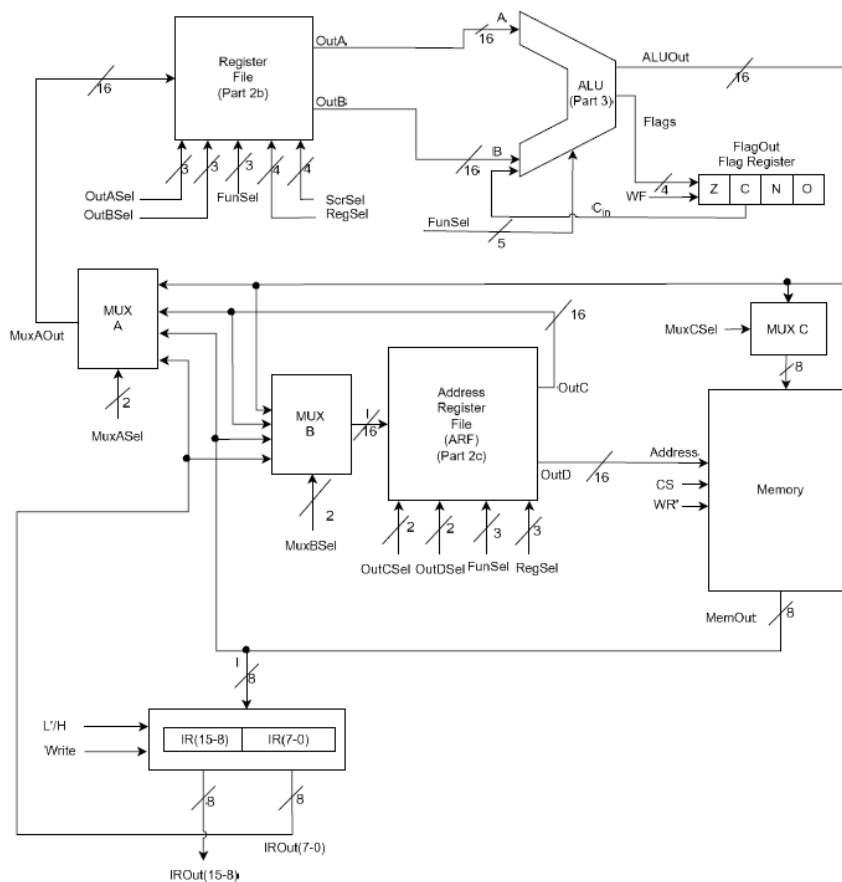 OutA
A
16
Register
File
(Part 2b)
16
OutB
ALU
(Part 3)
ALUOut
16
Flags
B
16
FlagOut
Flag Register
Z C N O
4
WF
Cin
3
3
3
4
4
OutASel
OutBSel
FunSel
ScrSel
RegSel
FunSel
5
MUX
A
MuxAOut
2
MuxASel
16
MuxCSel
MUX C
8
MUX
B
I
16
Address
Register
File
(ARF)
(Part 2c)
OutC
OutD
16
Address
CS
WR'
Memory
2
MuxBSel
2
2
3
3
OutCSel
OutDSel
FunSel
RegSel
MemOut
8
I
8
L'/H
Write
IR(15-8)
IR(7-0)
8
8
IROut(7-0)
IROut(15-8)